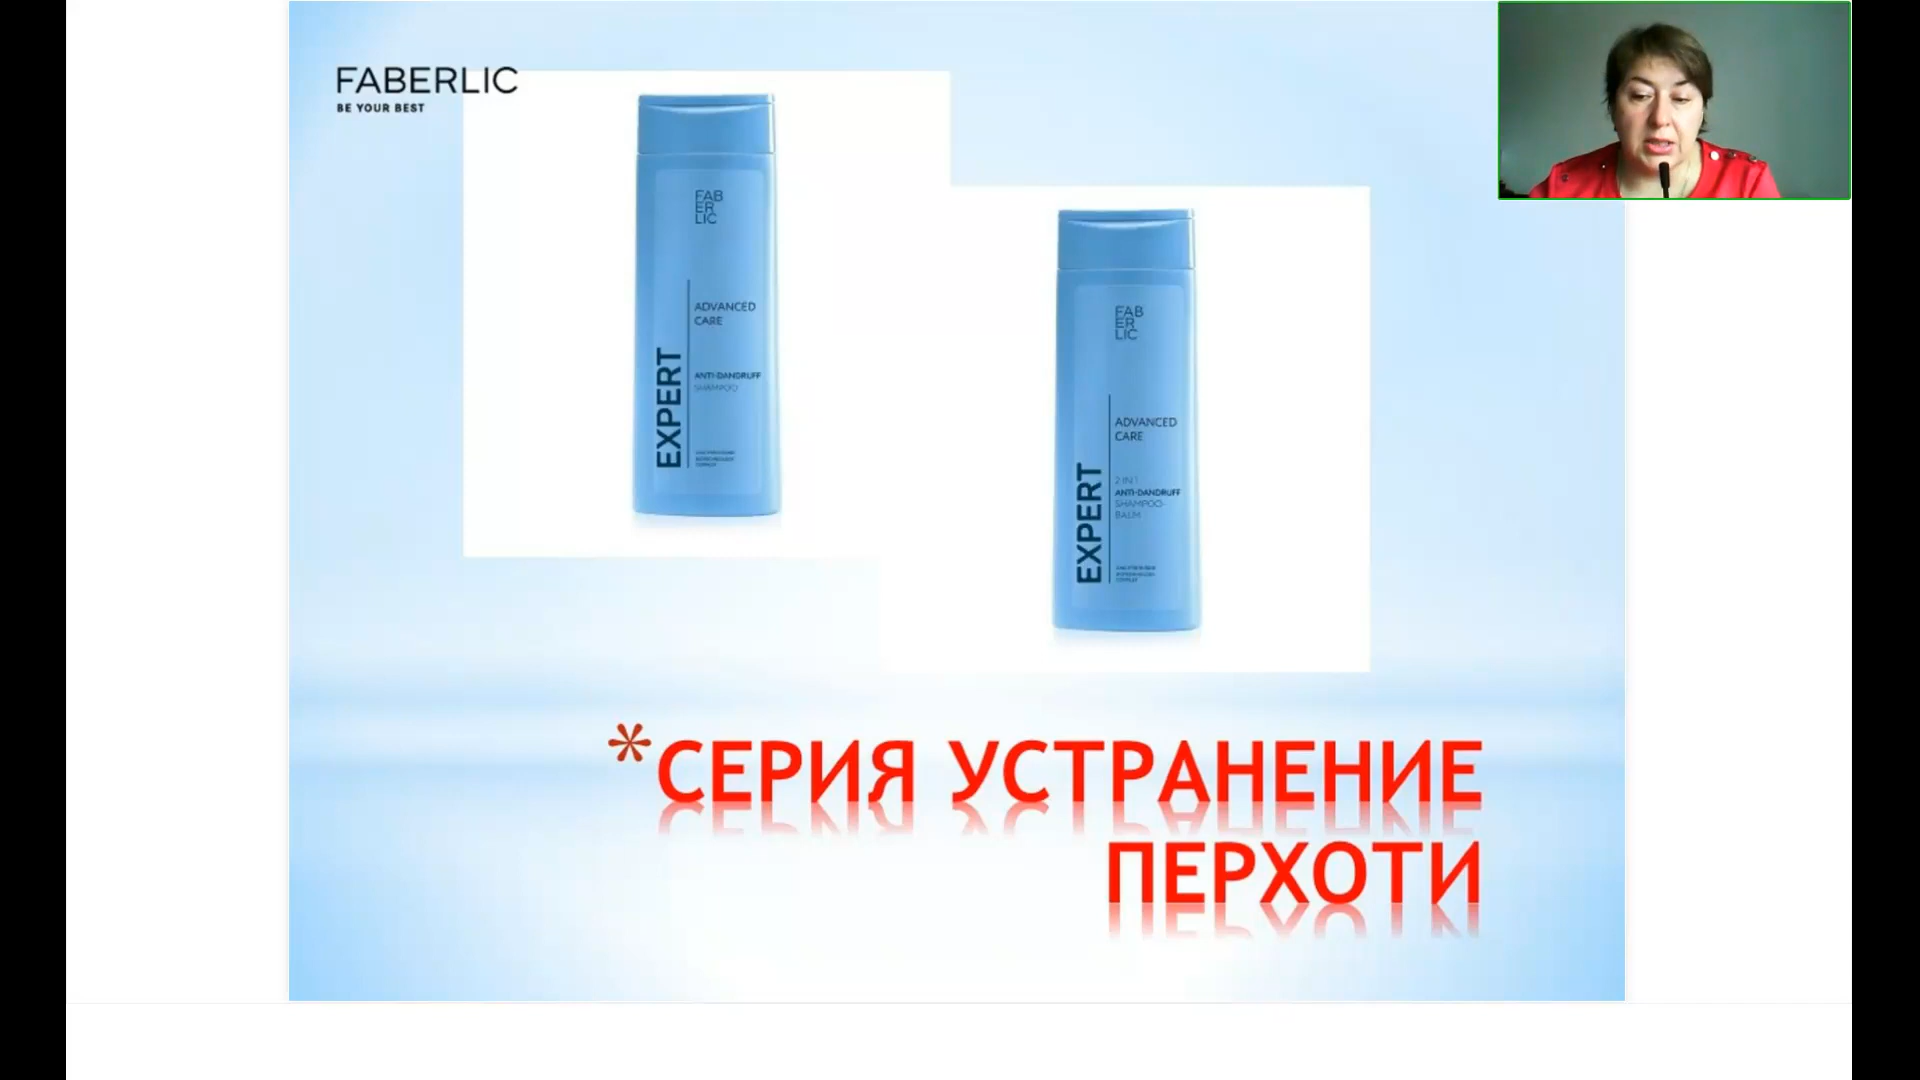 FABERLIC
BE YOUR BEST
FAB
ER
LIC
ADVANCED
CARE
ANTI-DANDRUFF
SHAMPOO
EXPERT
FAB
ER
LIC
ADVANCED
CARE
2 IN 1
ANTI-DANDRUFF
SHAMPOO-
BALM
EXPERT
*СЕРИЯ УСТРАНЕНИЕ
ПЕРХОТИ